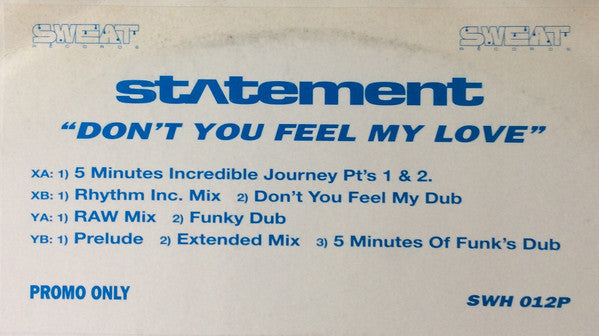 SWEAT RECORDS SWEAT RECORDS
statement
“DON’T YOU FEEL MY LOVE”
XA: 1) 5 Minutes Incredible Journey Pt’s 1 & 2.
XB: 1) Rhythm Inc. Mix 2) Don’t You Feel My Dub
YA: 1) RAW Mix 2) Funky Dub
YB: 1) Prelude 2) Extended Mix 3) 5 Minutes Of Funk’s Dub
PROMO ONLY SWH 012P